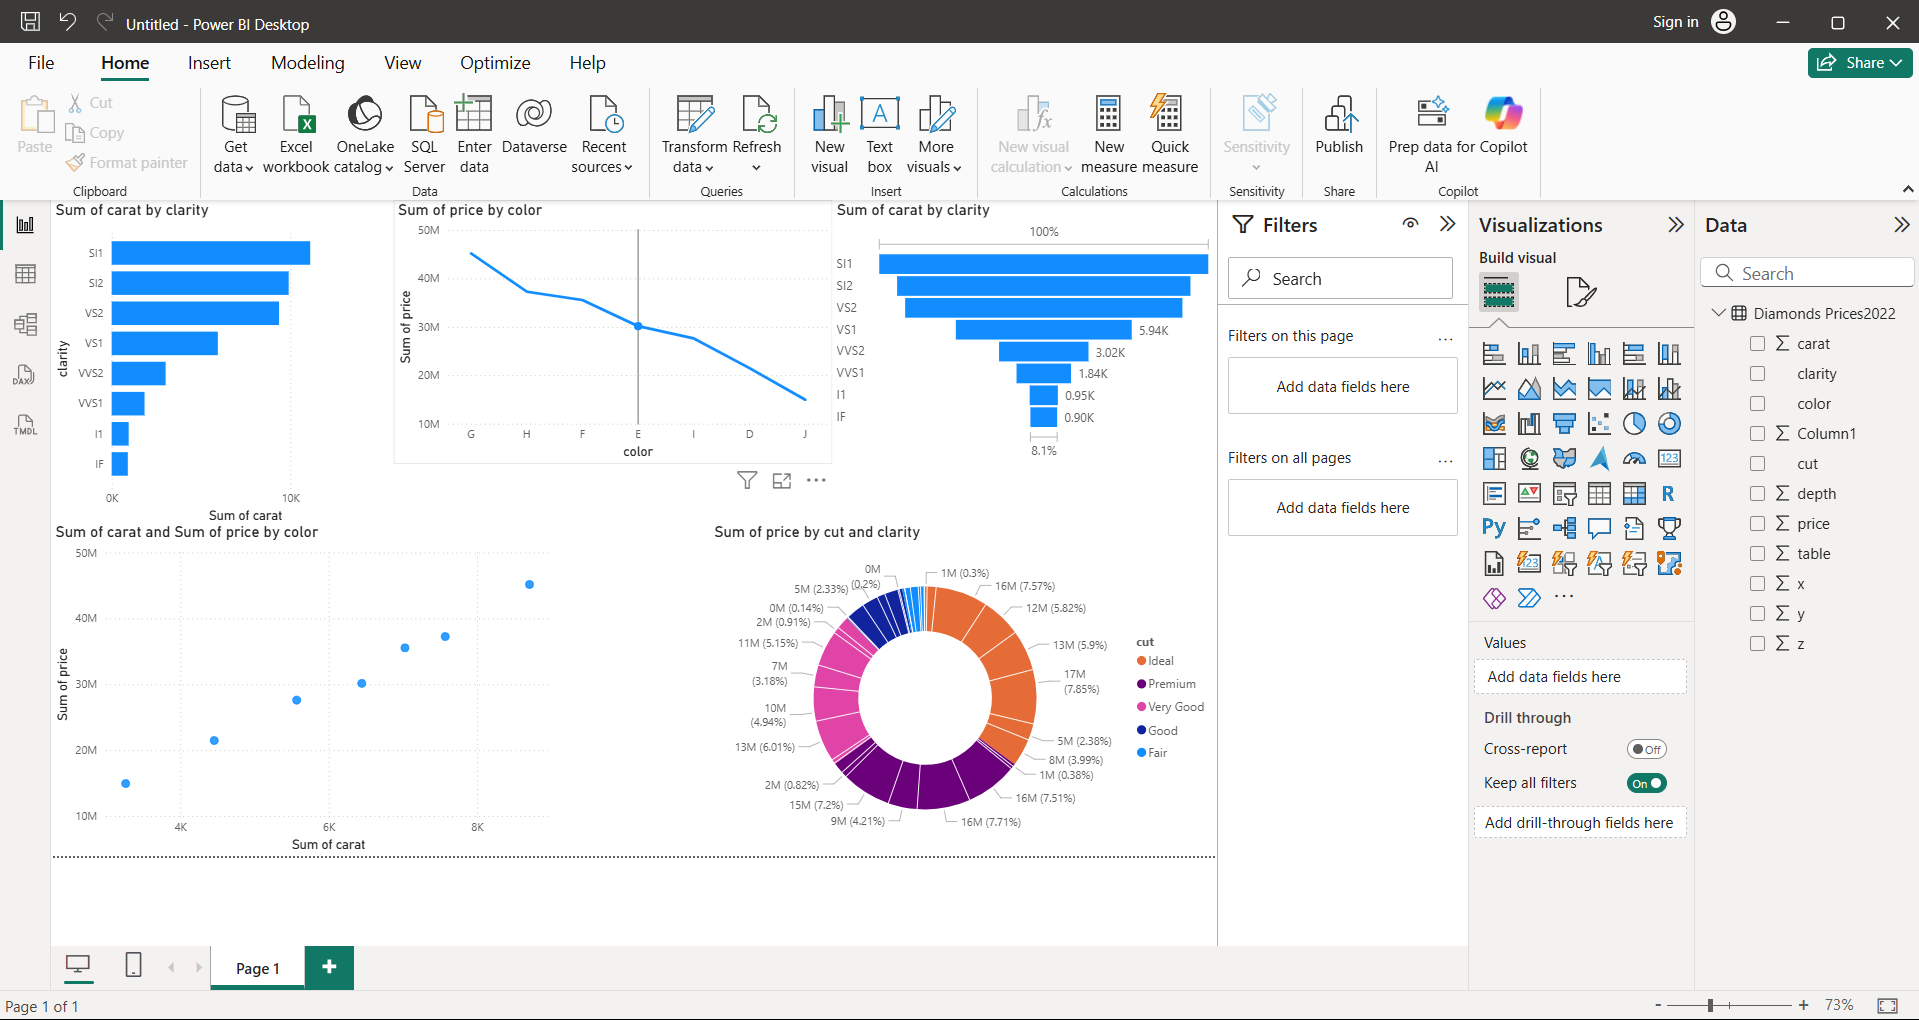 Untitled - Power BI Desktop
Sign in
File Home Insert Modeling View Optimize Help
Share
Paste
Cut
Copy
Format painter
Clipboard
Get data
Excel workbook
OneLake catalog
SQL Server
Enter data
Dataverse
Recent sources
Data
Transform data
Refresh
Queries
New visual
Text box
More visuals
Insert
New visual calculation
New measure
Quick measure
Calculations
Sensitivity
Sensitivity
Publish
Share
Prep data for AI
Copilot
Copilot
DAX
TMDL
Sum of carat by clarity
clarity
SI1
SI2
VS2
VS1
VVS2
VVS1
I1
IF
0K 10K
Sum of carat
Sum of price by color
Sum of price
50M
40M
30M
20M
10M
G H F E I D J
color
Sum of carat by clarity
100%
SI1
SI2
VS2
VS1 5.94K
VVS2 3.02K
VVS1 1.84K
I1 0.95K
IF 0.90K
8.1%
Sum of carat and Sum of price by color
Sum of price
50M
40M
30M
20M
10M
4K 6K 8K
Sum of carat
Sum of price by cut and clarity
1M (0.3%)
16M (7.57%)
12M (5.82%)
13M (5.9%)
17M (7.85%)
5M (2.38%)
8M (3.99%)
1M (0.38%)
16M (7.51%)
16M (7.71%)
9M (4.21%)
15M (7.2%)
2M (0.82%)
13M (6.01%)
10M (4.94%)
7M (3.18%)
11M (5.15%)
2M (0.91%)
0M (0.14%)
5M (2.33%)
0M (0.2%)
cut
Ideal
Premium
Very Good
Good
Fair
Filters
Search
Filters on this page
Add data fields here
Filters on all pages
Add data fields here
Visualizations
Build visual
123
R
Py
123
Values
Add data fields here
Drill through
Cross-report Off
Keep all filters On
Add drill-through fields here
Data
Search
Diamonds Prices2022
carat
clarity
color
Column1
cut
depth
price
table
x
y
z
Page 1
Page 1 of 1
73%